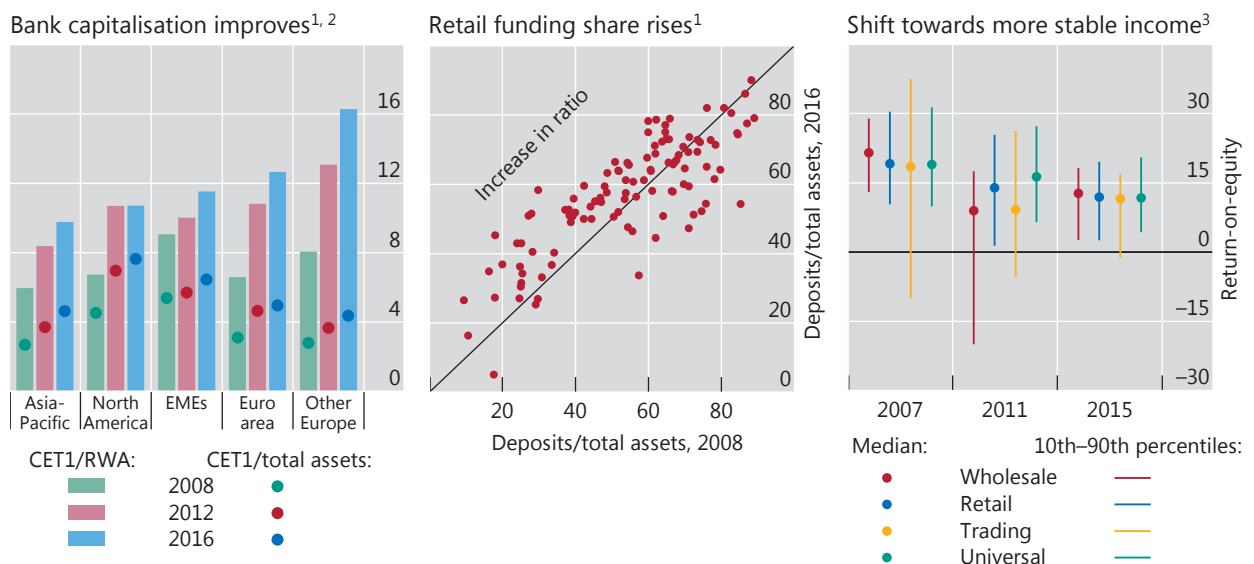 Bank capitalisation improves1, 2
16
12
8
4
0
Asia-
Pacific
North
America
EMEs
Euro
area
Other
Europe
CET1/RWA:
CET1/total assets:
2008
2012
2016
Retail funding share rises1
Increase in ratio
80
60
40
20
0
Deposits/total assets, 2016
20
40
60
80
Deposits/total assets, 2008
Shift towards more stable income3
30
15
0
–15
–30
Return-on-equity
2007
2011
2015
Median:
10th–90th percentiles:
Wholesale
Retail
Trading
Universal